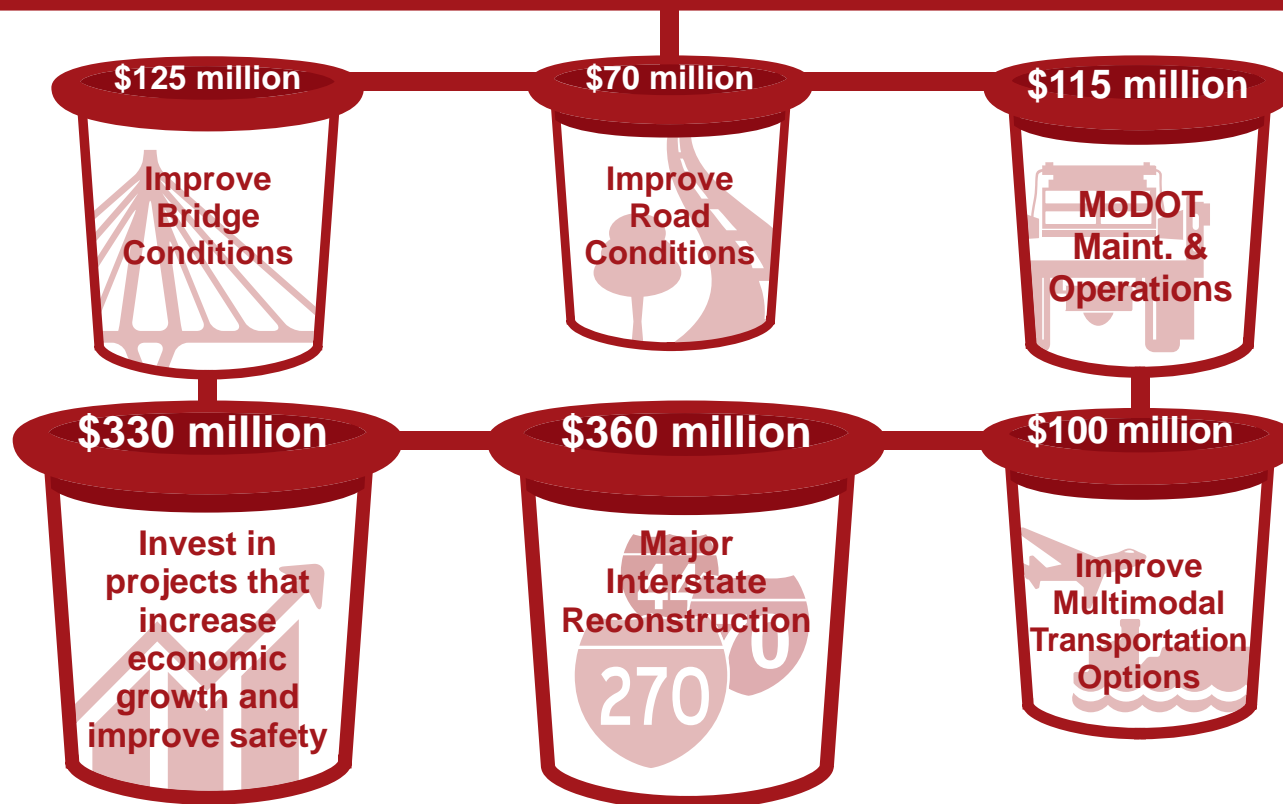 $125 million
Improve
Bridge
Conditions
$70 million
Improve
Road
Conditions
$115 million
MoDOT
Maint. &
Operations
$330 million
Invest in
projects that
increase
economic
growth and
improve safety
$360 million
Major
Interstate
Reconstruction
44
0
270
$100 million
Improve
Multimodal
Transportation
Options